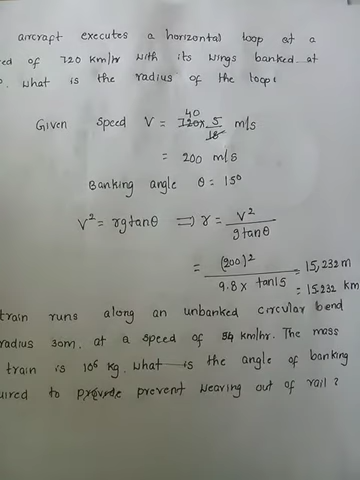 aircraft executes a horizontal loop at a
ed of 720 km/hr with its wings banked at
. What is the radius of the loop?
Given speed V = 720 × 5/18 m/s
40
= 200 m/s
Banking angle θ = 15°
V² = rg tanθ ⟹ r = V²/g tanθ
= (200)²/9.8 × tan15 = 15,232 m
= 15.232 km
train runs along an unbanked circular bend
radius 30m, at a speed of 54 km/hr. The mass
train is 10⁶ kg. What is the angle of banking
uired to prevent wearing out of rail?